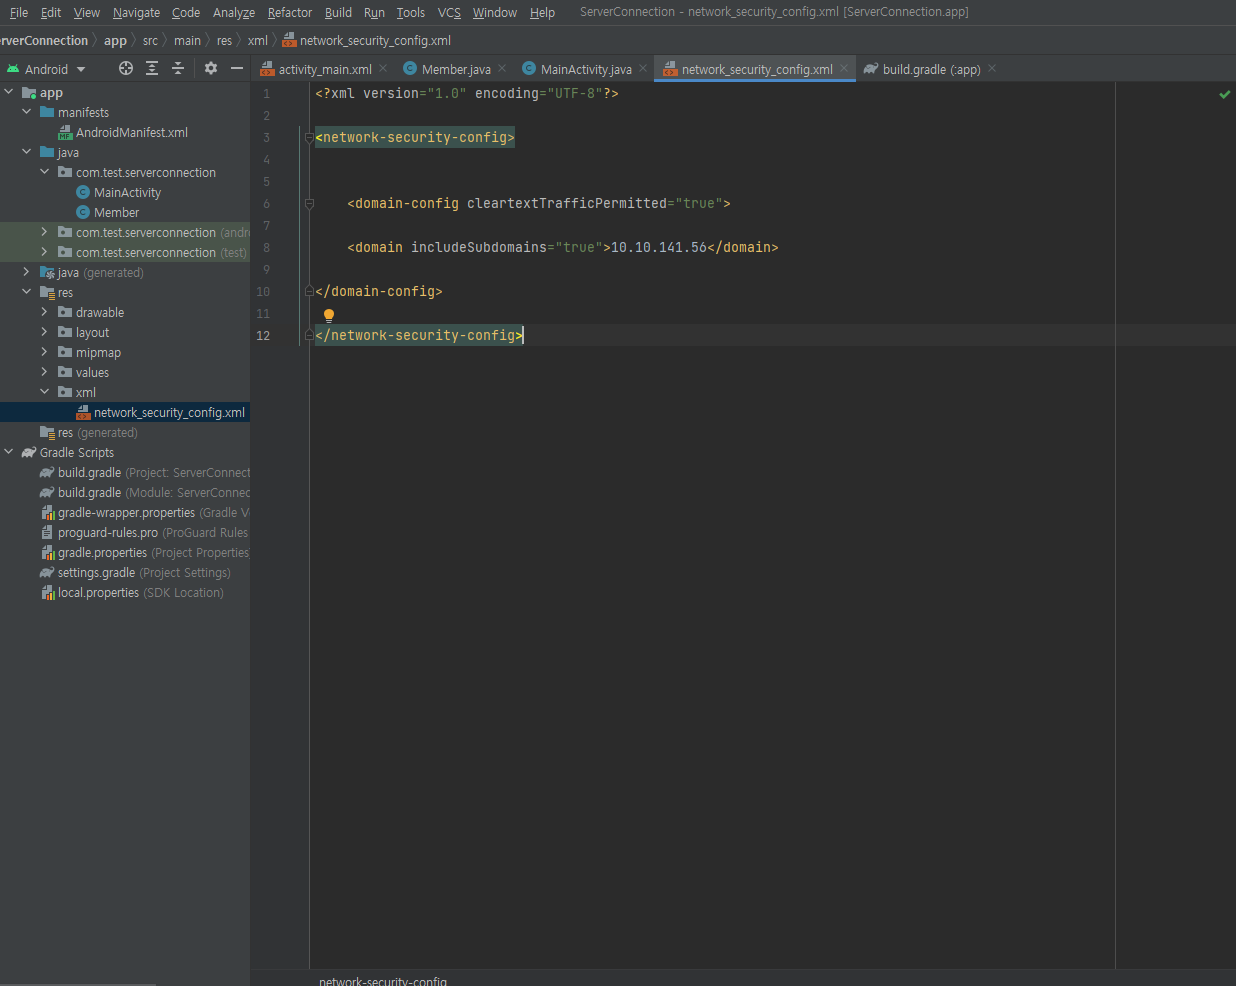 File Edit View Navigate Code Analyze Refactor Build Run Tools VCS Window Help ServerConnection - network_security_config.xml [ServerConnection.app]
erverConnection app src main res xml network_security_config.xml
Android
activity_main.xml Member.java MainActivity.java network_security_config.xml build.gradle (:app)
app
manifests
AndroidManifest.xml
java
com.test.serverconnection
MainActivity
Member
com.test.serverconnection (andr
com.test.serverconnection (test)
java (generated)
res
drawable
layout
mipmap
values
xml
network_security_config.xml
res (generated)
Gradle Scripts
build.gradle (Project: ServerConnect
build.gradle (Module: ServerConnec
gradle-wrapper.properties (Gradle V
proguard-rules.pro (ProGuard Rules
gradle.properties (Project Properties
settings.gradle (Project Settings)
local.properties (SDK Location)
1 <?xml version="1.0" encoding="UTF-8"?>
2
3 <network-security-config>
4
5
6 <domain-config cleartextTrafficPermitted="true">
7
8 <domain includeSubdomains="true">10.10.141.56</domain>
9
10 </domain-config>
11
12 </network-security-config>
network-security-config